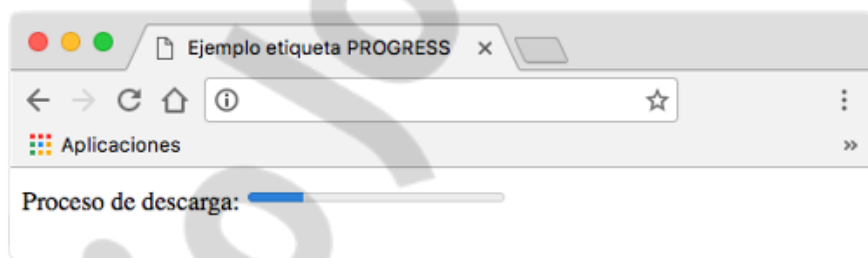 Ejemplo etiqueta PROGRESS
Aplicaciones
Proceso de descarga: